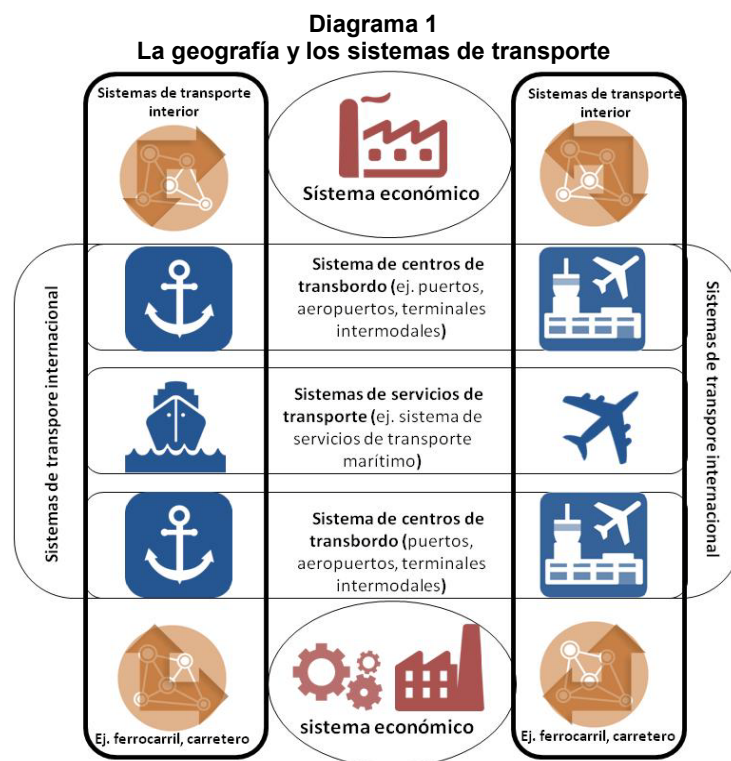 Diagrama 1
La geografía y los sistemas de transporte
Sistemas de transporte
interior
Sistemas de transporte
interior
Sístema económico
Sistema de centros de
transbordo (ej. puertos,
aeropuertos, terminales
intermodales)
Sistemas de transpore internacional
Sistemas de transpore internacional
Sistemas de servicios de
transporte (ej. sistema de
servicios de transporte
marítimo)
Sistema de centros de
transbordo (puertos,
aeropuertos, terminales
intermodales)
sistema económico
Ej. ferrocarril, carretero
Ej. ferrocarril, carretero